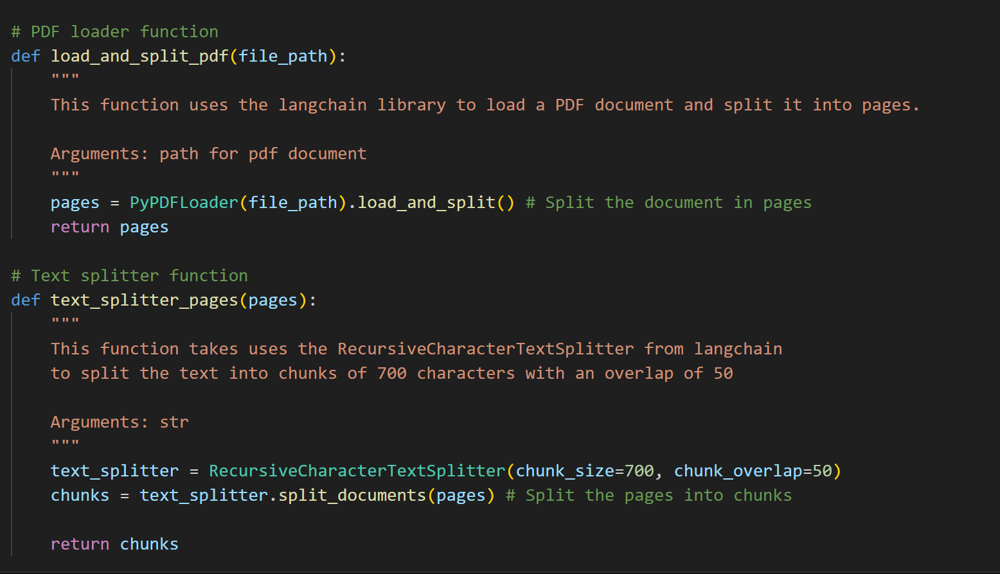 # PDF loader function
def load_and_split_pdf(file_path):
    """
    This function uses the langchain library to load a PDF document and split it into pages.

    Arguments: path for pdf document
    """
    pages = PyPDFLoader(file_path).load_and_split() # Split the document in pages
    return pages

# Text splitter function
def text_splitter_pages(pages):
    """
    This function takes uses the RecursiveCharacterTextSplitter from langchain
    to split the text into chunks of 700 characters with an overlap of 50

    Arguments: str
    """
    text_splitter = RecursiveCharacterTextSplitter(chunk_size=700, chunk_overlap=50)
    chunks = text_splitter.split_documents(pages) # Split the pages into chunks

    return chunks